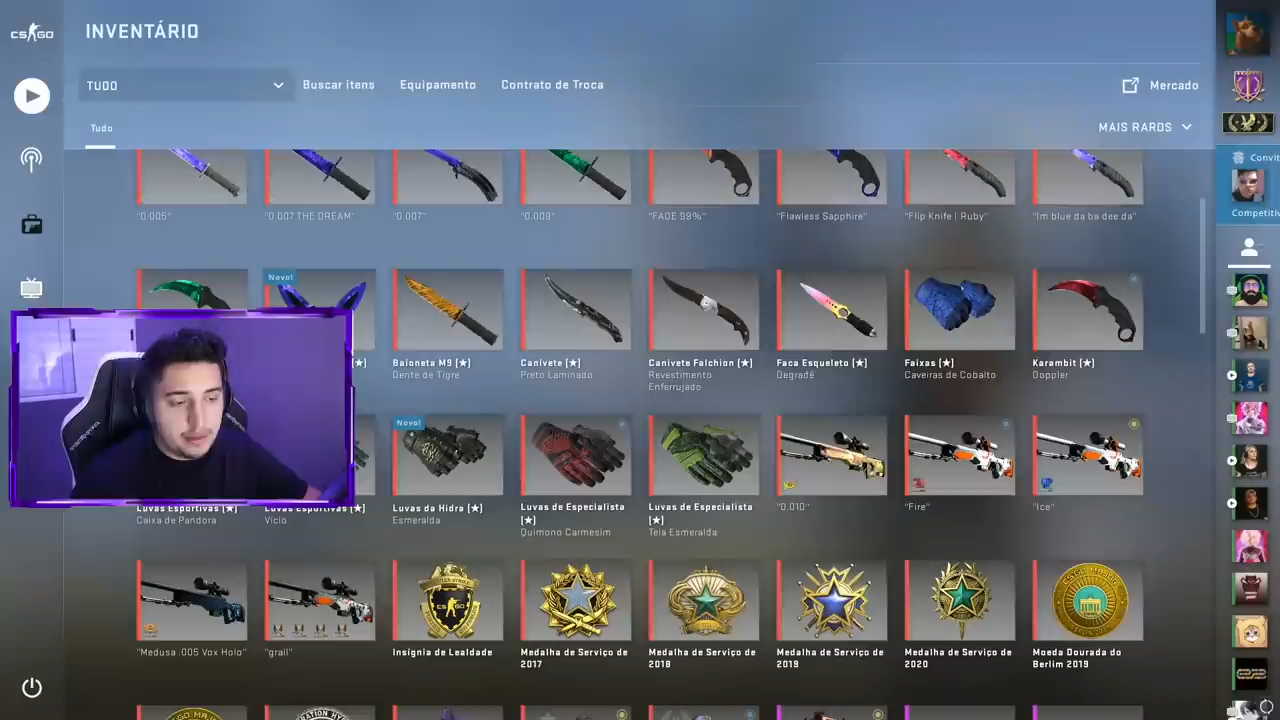 CS GO
INVENTÁRIO
TUDO
Buscar itens
Equipamento
Contrato de Troca
Mercado
Tudo
MAIS RAROS
Convit
Competitiv
"0.005"
"0.007 THE DREAM"
"0.007"
"0.009"
"FADE 99%"
"Flawless Sapphire"
"Flip Knife | Ruby"
"Im blue da ba dee da"
Novo!
[★]
Baioneta M9 [★]
Dente de Tigre
Canivete [★]
Preto Laminado
Canivete Falchion [★]
Revestimento
Enferrujado
Faca Esqueleto [★]
Degradê
Faixas [★]
Caveiras de Cobalto
Karambit [★]
Doppler
Luvas Esportivas [★]
Caixa de Pandora
Luvas Esportivas [★]
Vício
Novo!
Luvas da Hidra [★]
Esmeralda
Luvas de Especialista
[★]
Quimono Carmesim
Luvas de Especialista
[★]
Teia Esmeralda
"0.010"
"Fire"
"Ice"
"Medusa .005 Vox Holo"
"grail"
CS GO
Insígnia de Lealdade
Medalha de Serviço de
2017
Medalha de Serviço de
2018
Medalha de Serviço de
2019
Medalha de Serviço de
2020
Moeda Dourada do
Berlim 2019